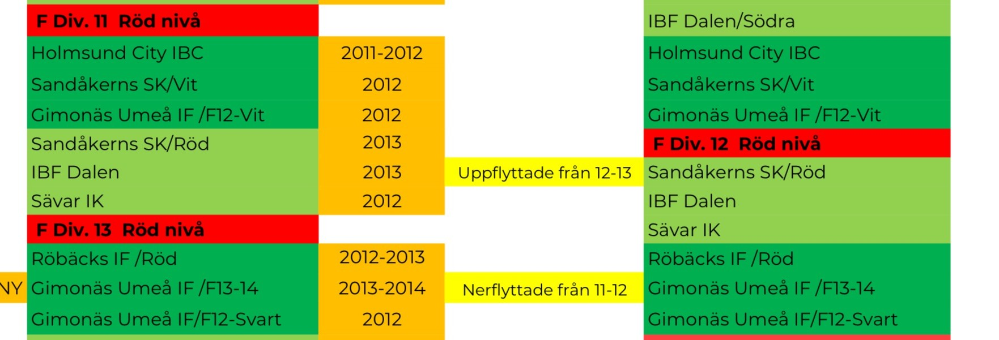 F Div. 11 Röd nivå IBF Dalen/Södra
Holmsund City IBC 2011-2012 Holmsund City IBC
Sandåkerns SK/Vit 2012 Sandåkerns SK/Vit
Gimonäs Umeå IF /F12-Vit 2012 Gimonäs Umeå IF /F12-Vit
Sandåkerns SK/Röd 2013 F Div. 12 Röd nivå
IBF Dalen 2013 Uppflyttade från 12-13 Sandåkerns SK/Röd
Sävar IK 2012 IBF Dalen
F Div. 13 Röd nivå Sävar IK
Röbäcks IF /Röd 2012-2013 Röbäcks IF /Röd
NY Gimonäs Umeå IF /F13-14 2013-2014 Nerflyttade från 11-12 Gimonäs Umeå IF /F13-14
Gimonäs Umeå IF/F12-Svart 2012 Gimonäs Umeå IF/F12-Svart